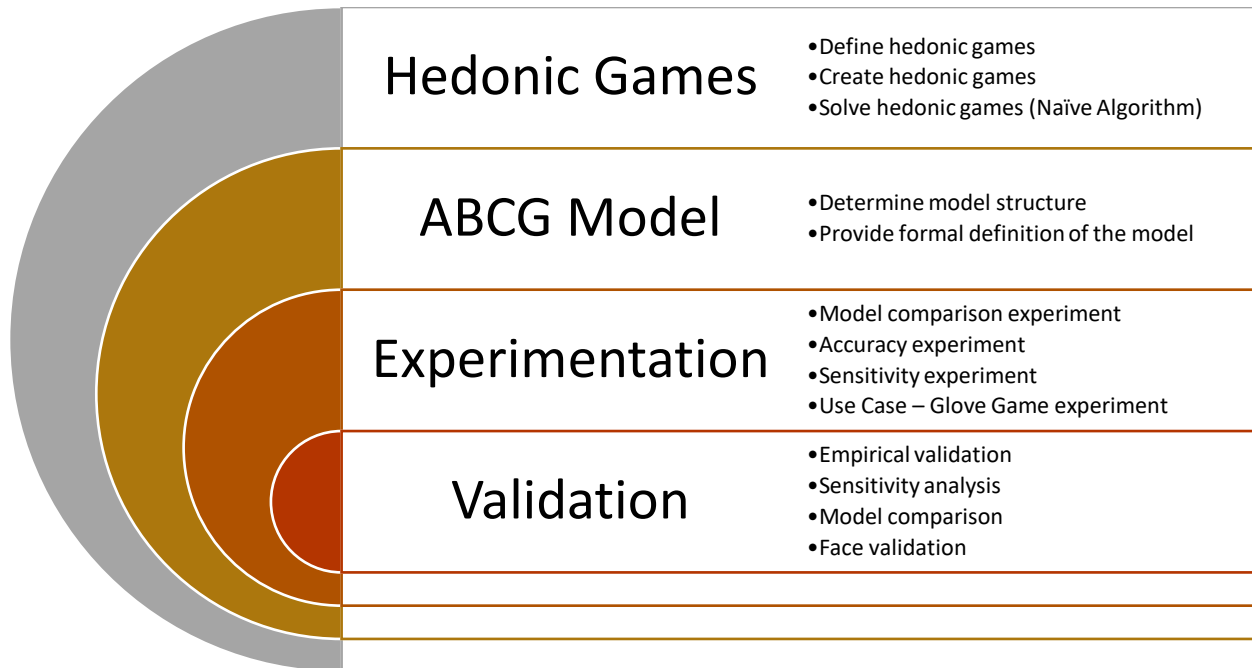 Hedonic Games
•Define hedonic games
•Create hedonic games
•Solve hedonic games (Naïve Algorithm)
ABCG Model
•Determine model structure
•Provide formal definition of the model
Experimentation
•Model comparison experiment
•Accuracy experiment
•Sensitivity experiment
•Use Case – Glove Game experiment
Validation
•Empirical validation
•Sensitivity analysis
•Model comparison
•Face validation